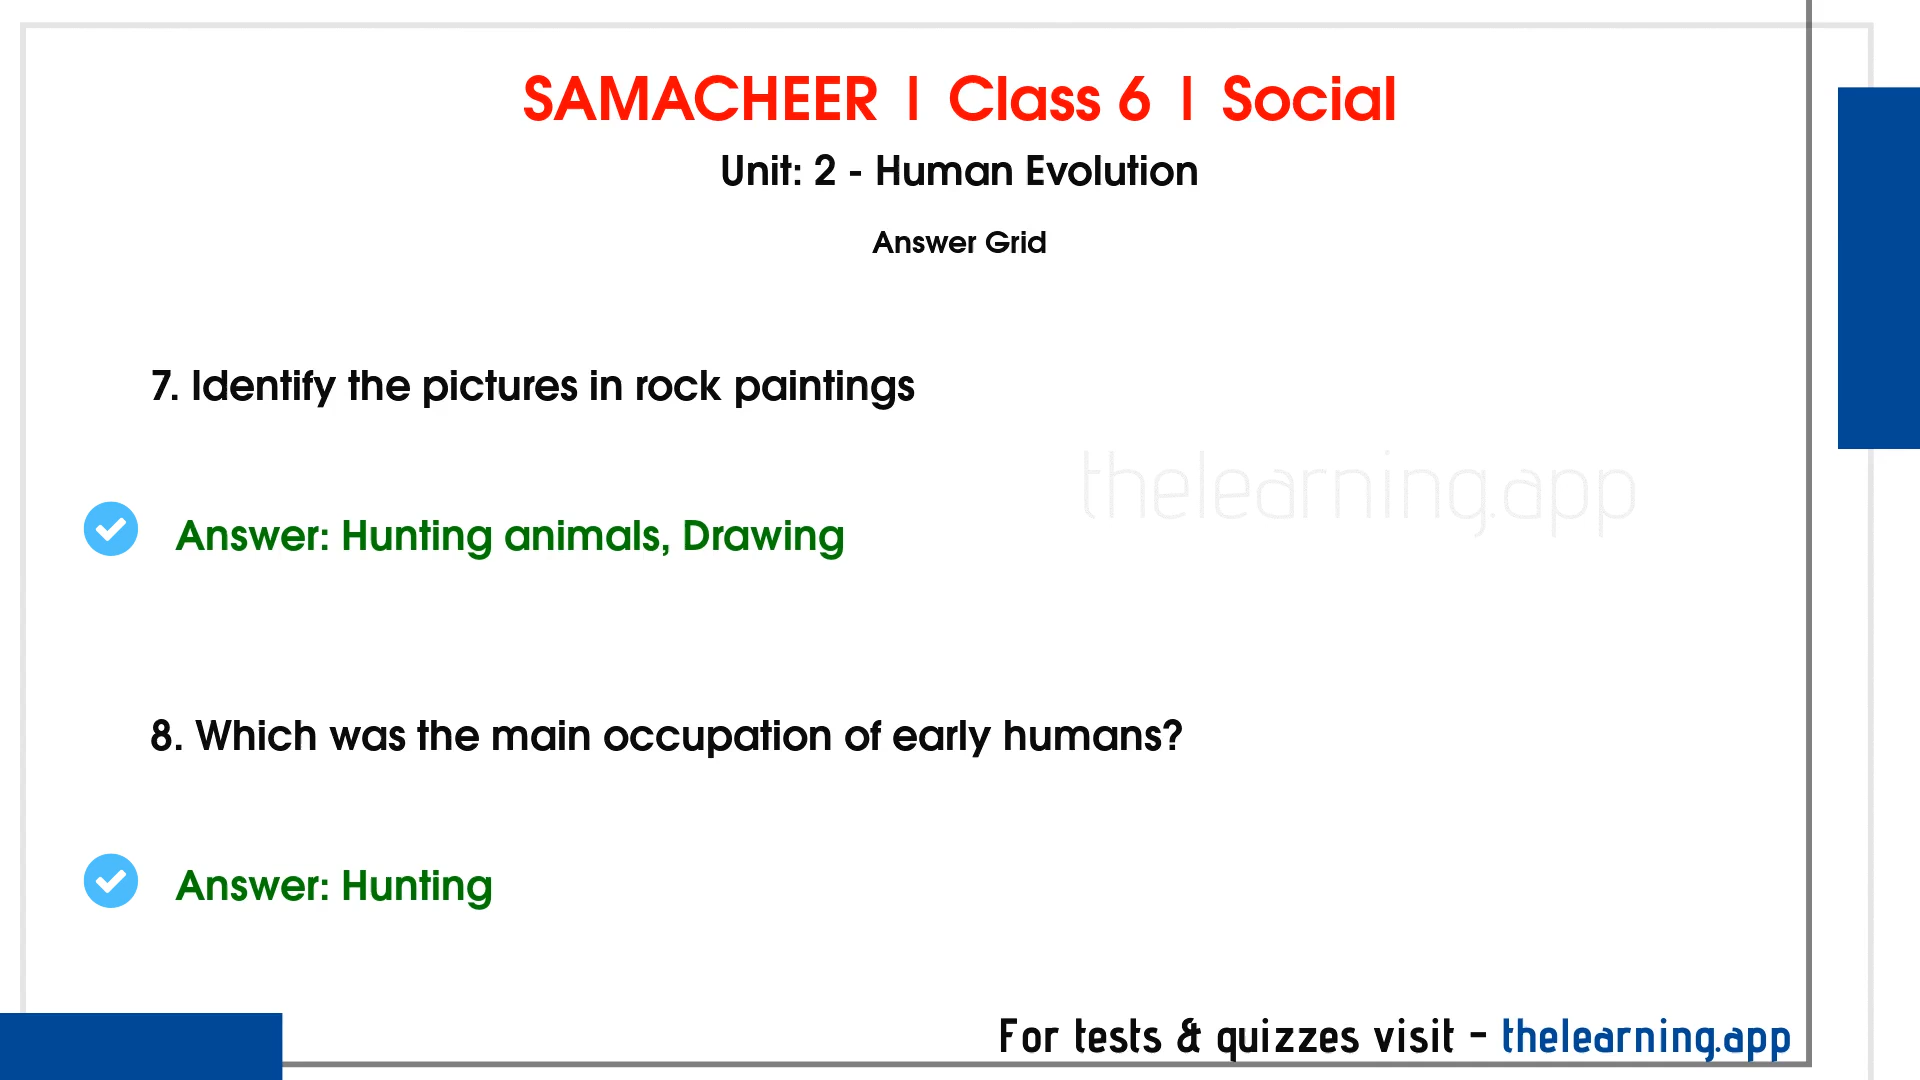 SAMACHEER | Class 6 | Social
Unit: 2 - Human Evolution
Answer Grid
7. Identify the pictures in rock paintings
thelearning.app
Answer: Hunting animals, Drawing
8. Which was the main occupation of early humans?
Answer: Hunting
For tests & quizzes visit - thelearning.app